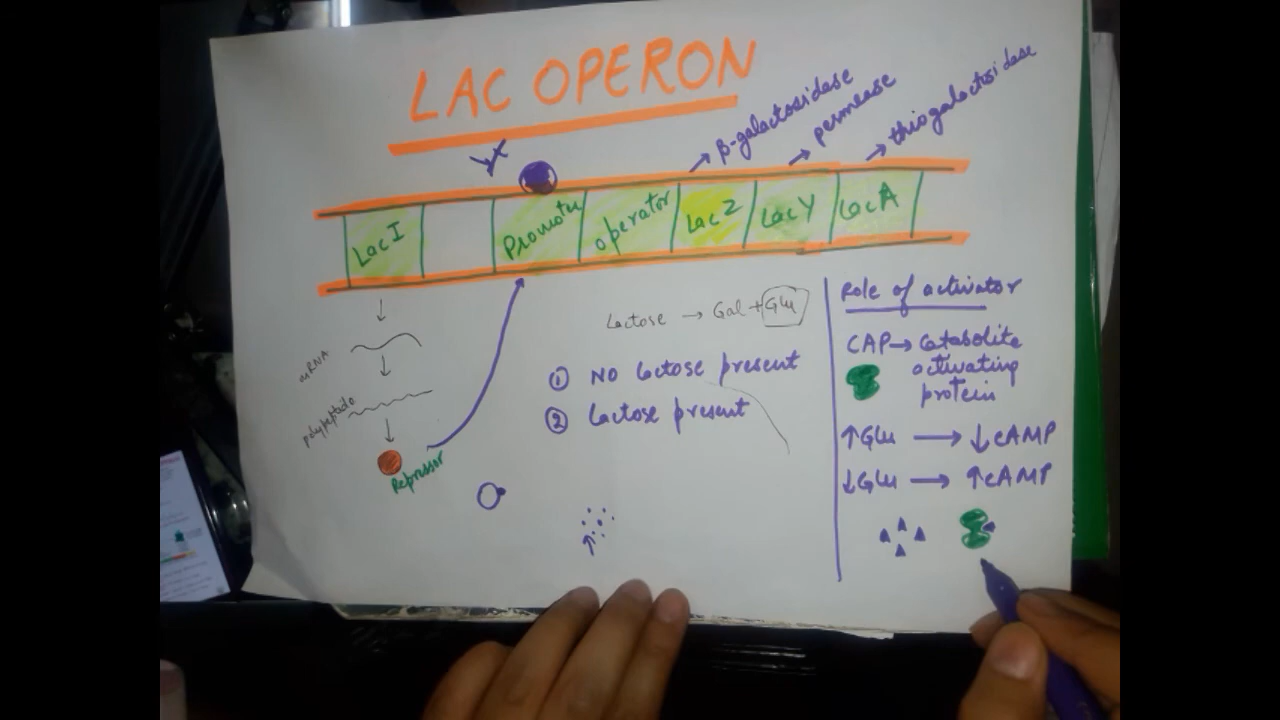 LAC OPERON
β-galactosidase
permease
thiogalactosidase
LacI
Promoter
operator
LacZ
LacY
LacA
mRNA
polypeptide
Repressor
Lactose → Gal + Glu
① NO lactose present
② Lactose present
Role of activator
CAP → Catabolite
activating
protein
↑Glu → ↓cAMP
↓Glu → ↑cAMP